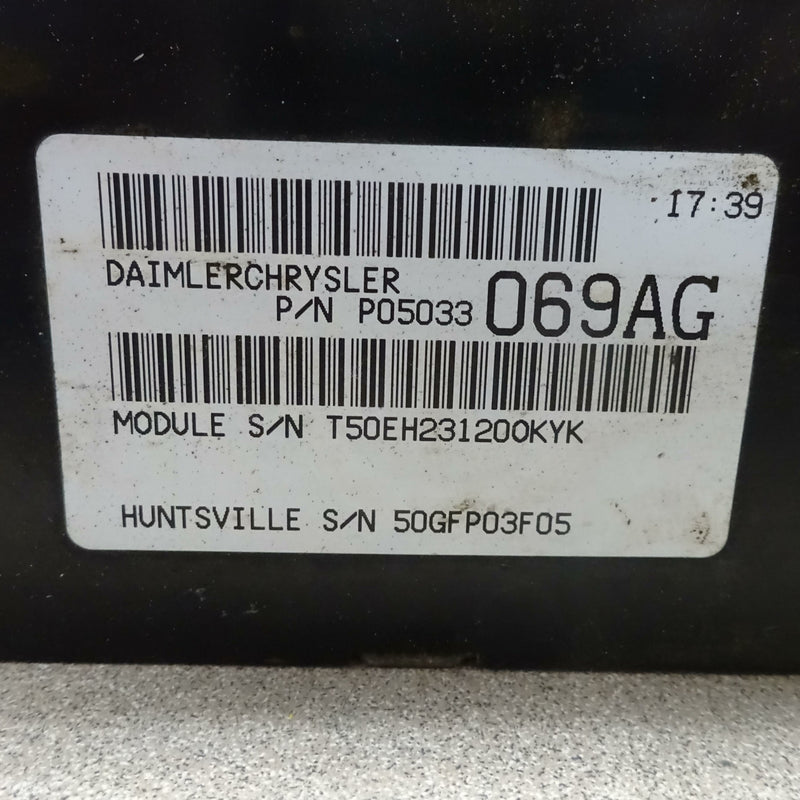 17:39
DAIMLERCHRYSLER
P/N P05033 069AG
MODULE S/N T50EH231200KYK
HUNTSVILLE S/N 50GFP03F05